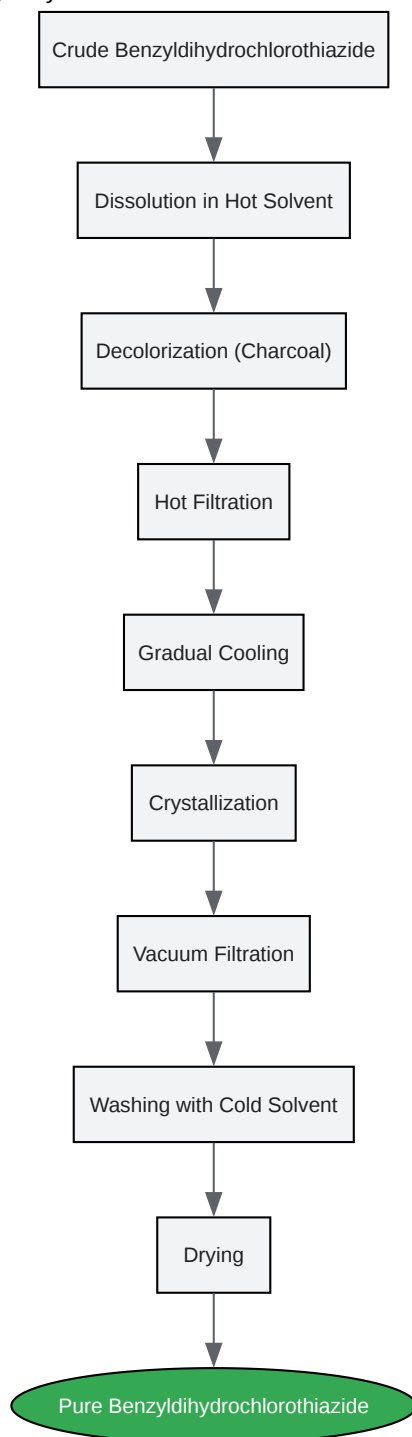 Crude Benzyldihydrochlorothiazide
Dissolution in Hot Solvent
Decolorization (Charcoal)
Hot Filtration
Gradual Cooling
Crystallization
Vacuum Filtration
Washing with Cold Solvent
Drying
Pure Benzyldihydrochlorothiazide